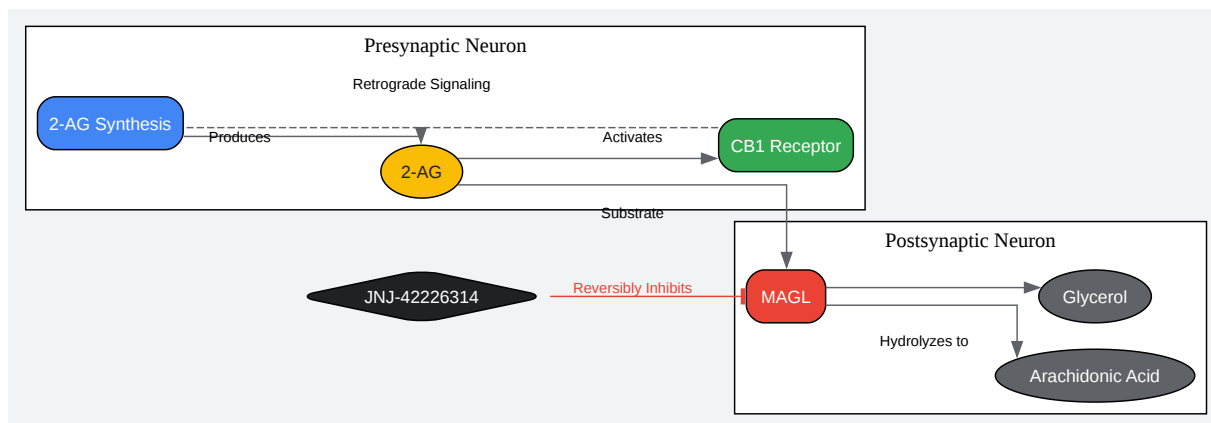 Presynaptic Neuron
Retrograde Signaling
2-AG Synthesis
Produces
Activates
CB1 Receptor
2-AG
Substrate
Postsynaptic Neuron
JNJ-42226314
Reversibly Inhibits
MAGL
Glycerol
Hydrolyzes to
Arachidonic Acid